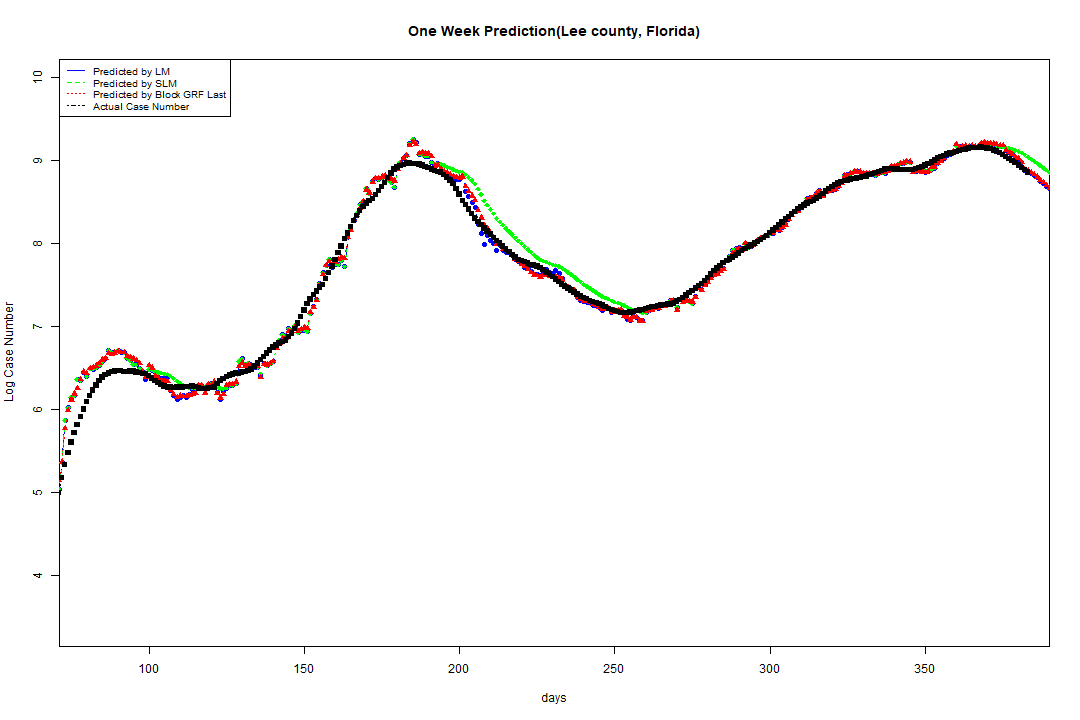 One Week Prediction(Lee county, Florida)
Predicted by LM
Predicted by SLM
Predicted by Block GRF Last
Actual Case Number
10
9
8
7
6
5
4
Log Case Number
100 150 200 250 300 350
days